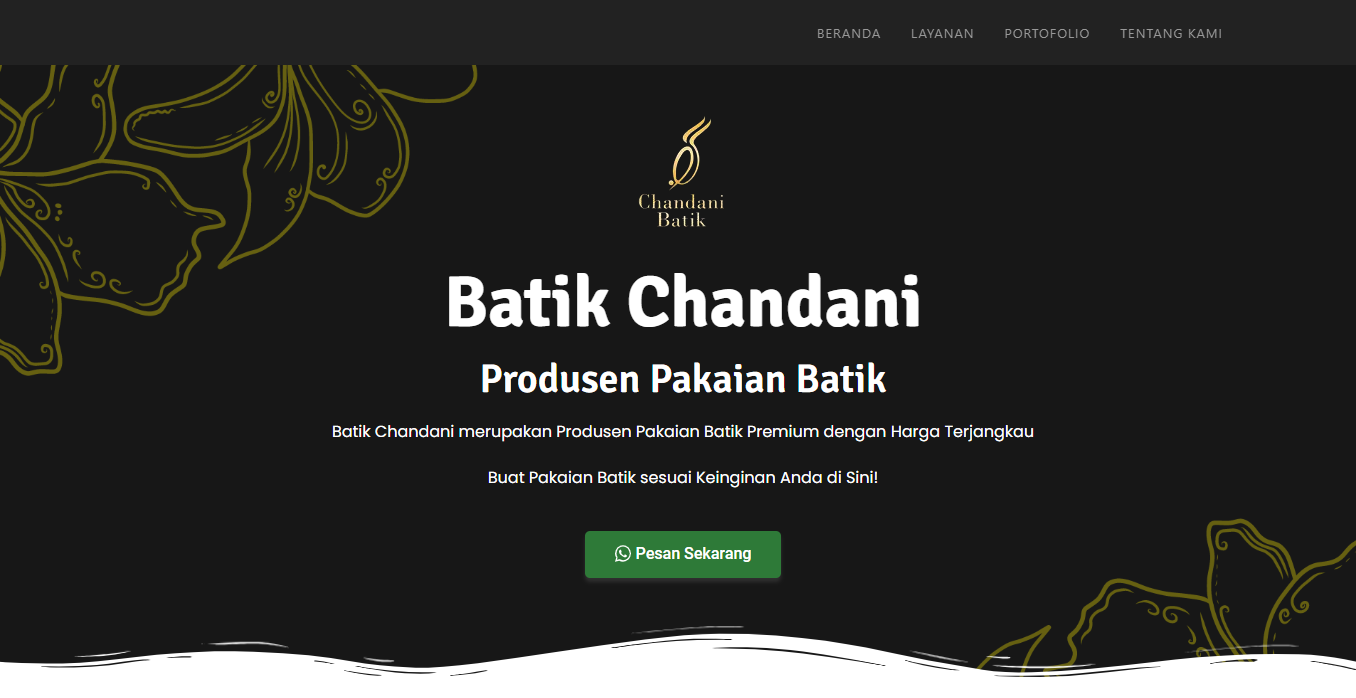 BERANDA LAYANAN PORTOFOLIO TENTANG KAMI
Chandani
Batik
Batik Chandani
Produsen Pakaian Batik
Batik Chandani merupakan Produsen Pakaian Batik Premium dengan Harga Terjangkau
Buat Pakaian Batik sesuai Keinginan Anda di Sini!
Pesan Sekarang